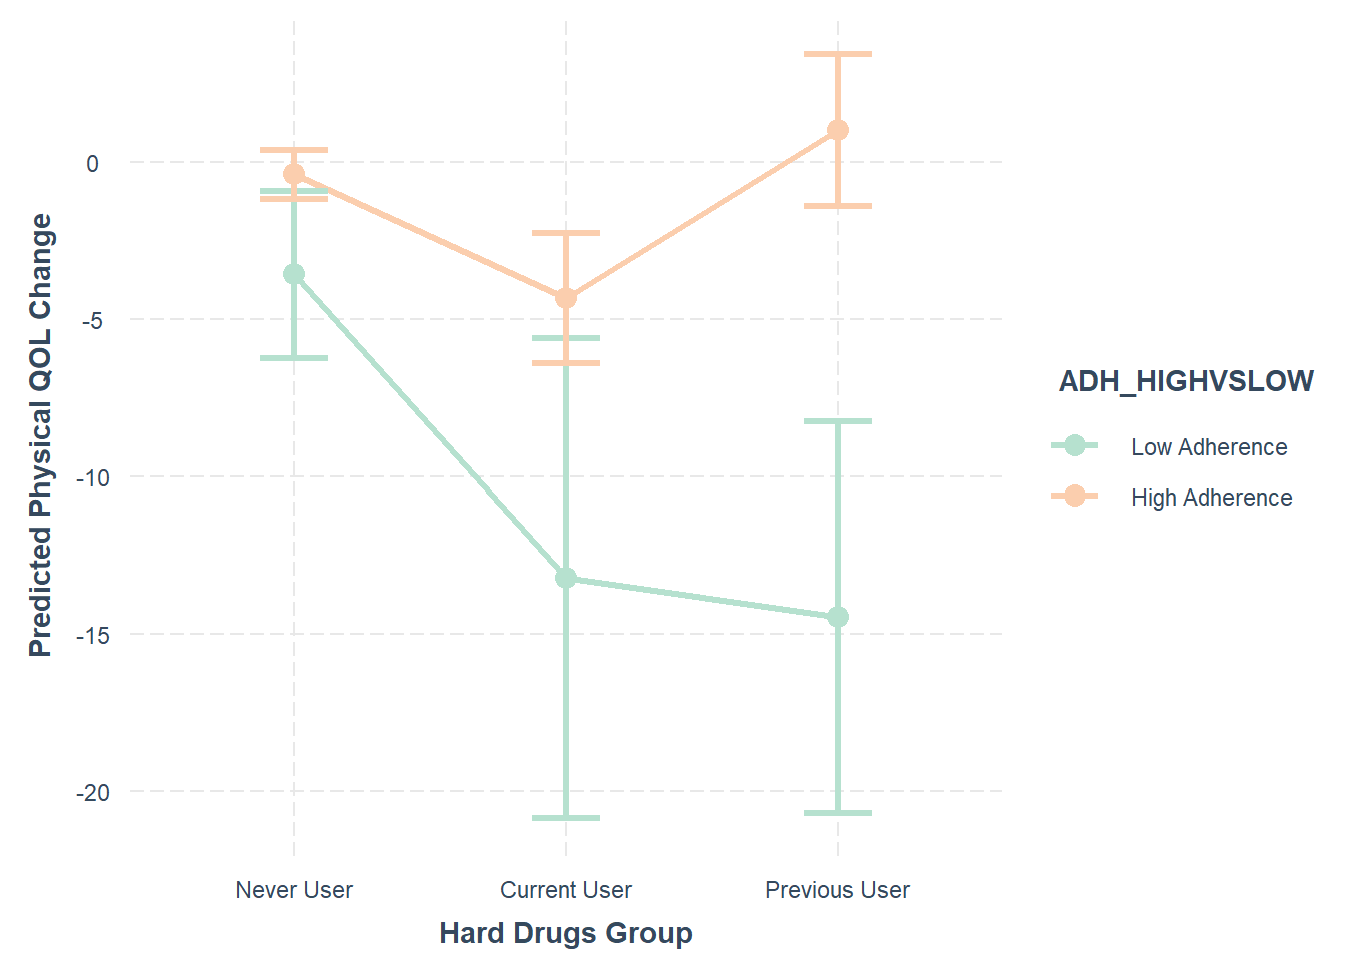 Predicted Physical QOL Change
0
-5
-10
-15
-20
Never User
Current User
Previous User
Hard Drugs Group
ADH_HIGHVSLOW
Low Adherence
High Adherence